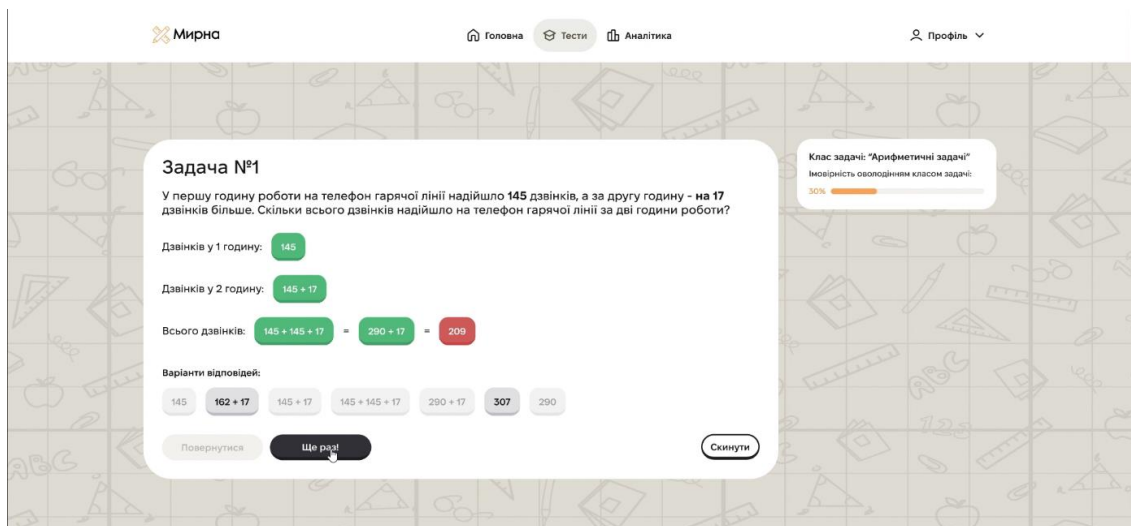 Мирна
Головна
Тести
Аналітика
Профіль
Задача №1
У першу годину роботи на телефон гарячої лінії надійшло 145 дзвінків, а за другу годину - на 17
дзвінків більше. Скільки всього дзвінків надійшло на телефон гарячої лінії за дві години роботи?
Дзвінків у 1 годину: 145
Дзвінків у 2 годину: 145 + 17
Всього дзвінків: 145 + 145 + 17 = 290 + 17 = 209
Варіанти відповідей:
145 162 + 17 145 + 17 145 + 145 + 17 290 + 17 307 290
Повернутися Ще раз! Скинути
Клас задачі: “Арифметичні задачі”
Імовірність оволодінням класом задачі:
30%
ABC
123
ABC